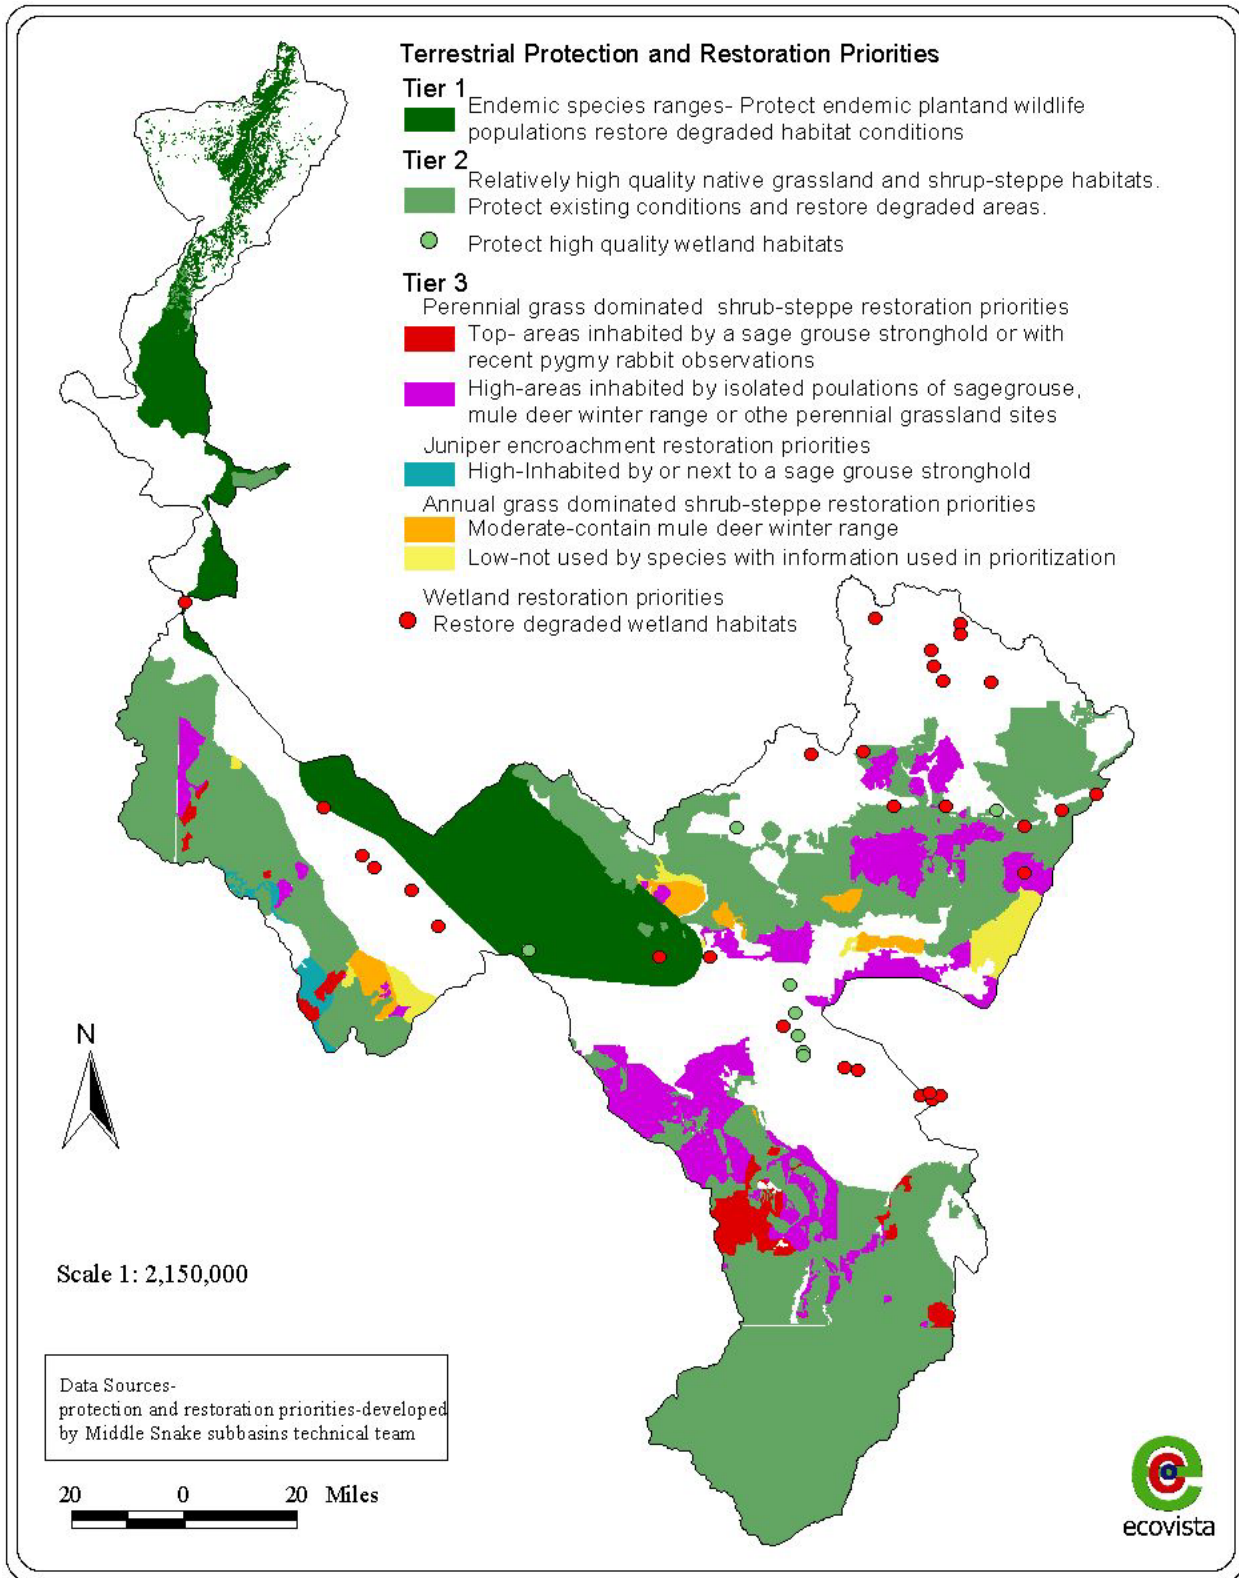 Terrestrial Protection and Restoration Priorities
Tier 1
Endemic species ranges- Protect endemic plantand wildlife
populations restore degraded habitat conditions
Tier 2
Relatively high quality native grassland and shrup-steppe habitats.
Protect existing conditions and restore degraded areas.
Protect high quality wetland habitats
Tier 3
Perennial grass dominated shrub-steppe restoration priorities
Top- areas inhabited by a sage grouse stronghold or with
recent pygmy rabbit observations
High-areas inhabited by isolated poulations of sagegrouse,
mule deer winter range or othe perennial grassland sites
Juniper encroachment restoration priorities
High-Inhabited by or next to a sage grouse stronghold
Annual grass dominated shrub-steppe restoration priorities
Moderate-contain mule deer winter range
Low-not used by species with information used in prioritization
Wetland restoration priorities
Restore degraded wetland habitats
N
Scale 1: 2,150,000
Data Sources-
protection and restoration priorities-developed
by Middle Snake subbasins technical team
20 0 20 Miles
ecovista